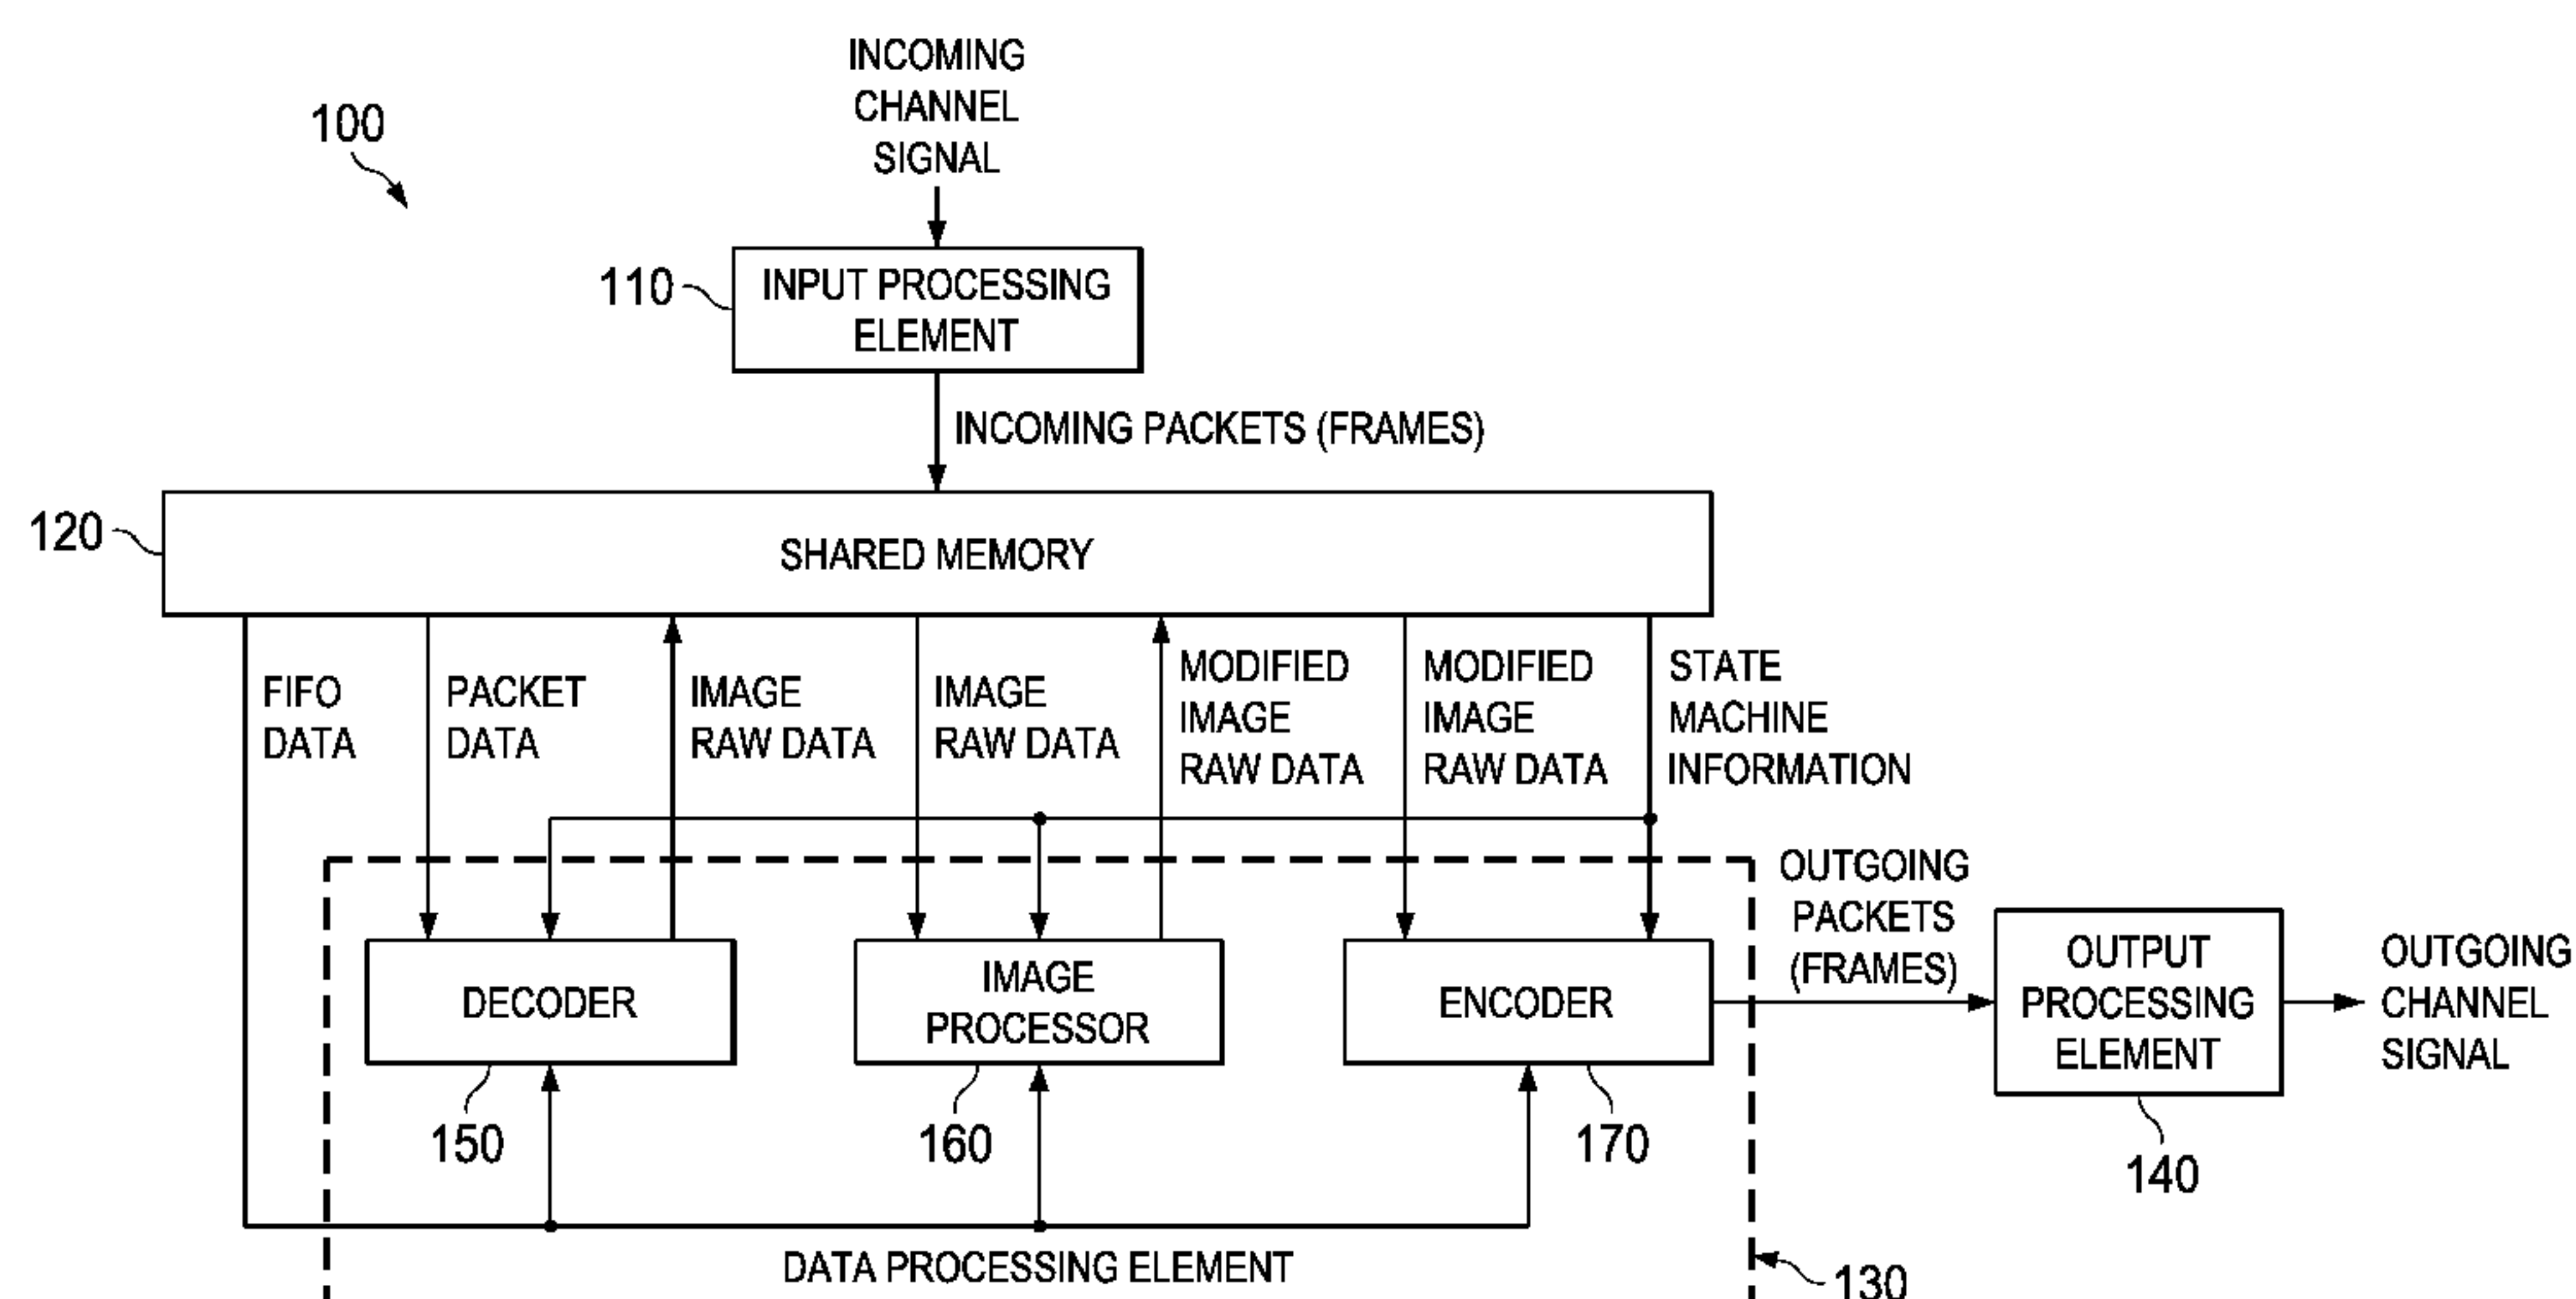 INCOMING
CHANNEL
SIGNAL
100
110
INPUT PROCESSING
ELEMENT
INCOMING PACKETS (FRAMES)
120
SHARED MEMORY
FIFO
DATA
PACKET
DATA
IMAGE
RAW DATA
IMAGE
RAW DATA
MODIFIED
IMAGE
RAW DATA
MODIFIED
IMAGE
RAW DATA
STATE
MACHINE
INFORMATION
OUTGOING
PACKETS
(FRAMES)
DECODER
IMAGE
PROCESSOR
ENCODER
OUTPUT
PROCESSING
ELEMENT
OUTGOING
CHANNEL
SIGNAL
150
160
170
140
DATA PROCESSING ELEMENT
130